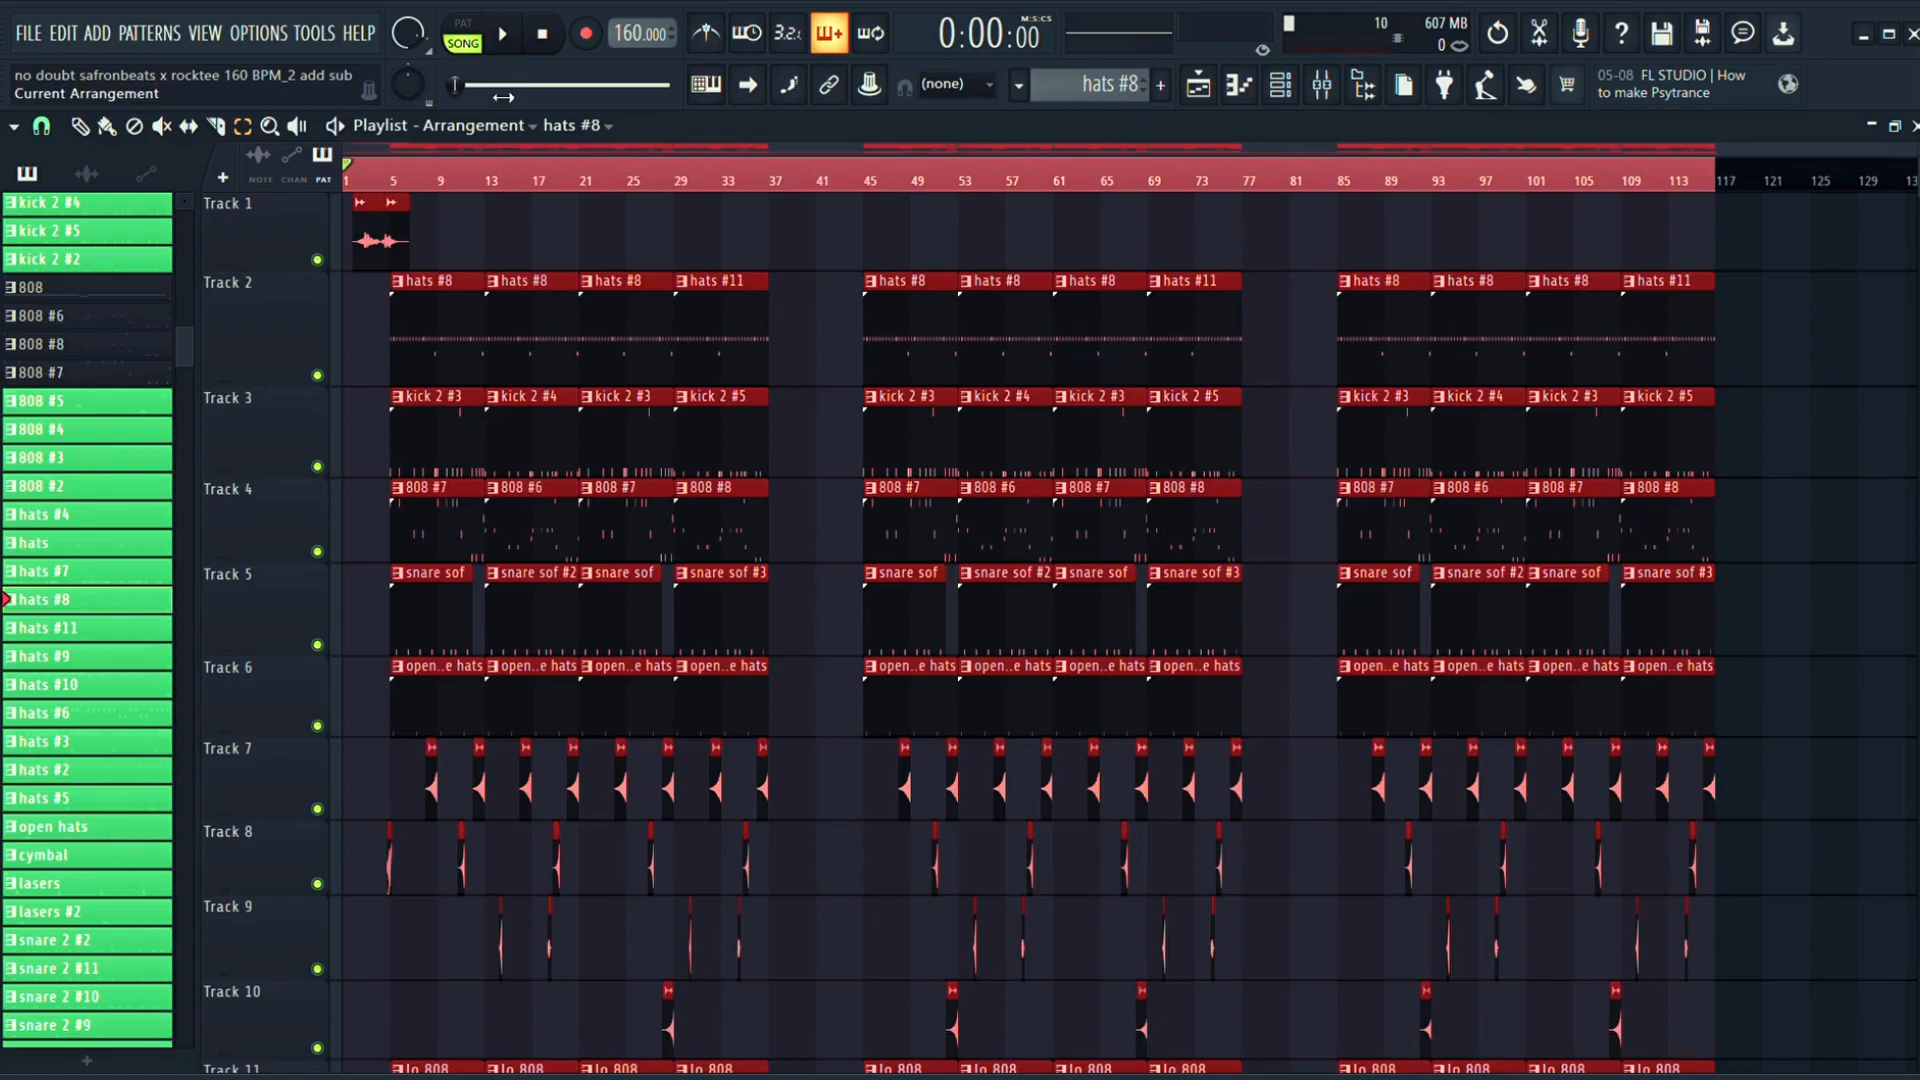 FILE EDIT ADD PATTERNS VIEW OPTIONS TOOLS HELP
PAT
SONG
160.000
3.2.
0:00:00
M:S:CS
10
607 MB
0
no doubt safronbeats x rocktee 160 BPM_2 add sub
Current Arrangement
(none)
hats #8
05-08 FL STUDIO | How
to make Psytrance
Playlist - Arrangement hats #8
NOTE CHAN PAT
1 5 9 13 17 21 25 29 33 37 41 45 49 53 57 61 65 69 73 77 81 85 89 93 97 101 105 109 113 117 121 125 129 13
kick 2 #4
kick 2 #5
kick 2 #2
808
808 #6
808 #8
808 #7
808 #5
808 #4
808 #3
808 #2
hats #4
hats
hats #7
hats #8
hats #11
hats #9
hats #10
hats #6
hats #3
hats #2
hats #5
open hats
cymbal
lasers
lasers #2
snare 2 #2
snare 2 #11
snare 2 #10
snare 2 #9
Track 1
Track 2
hats #8 hats #8 hats #8 hats #11 hats #8 hats #8 hats #8 hats #11 hats #8 hats #8 hats #8 hats #11
Track 3
kick 2 #3 kick 2 #4 kick 2 #3 kick 2 #5 kick 2 #3 kick 2 #4 kick 2 #3 kick 2 #5 kick 2 #3 kick 2 #4 kick 2 #3 kick 2 #5
Track 4
808 #7 808 #6 808 #7 808 #8 808 #7 808 #6 808 #7 808 #8 808 #7 808 #6 808 #7 808 #8
Track 5
snare sof snare sof #2 snare sof snare sof #3 snare sof snare sof #2 snare sof snare sof #3 snare sof snare sof #2 snare sof snare sof #3
Track 6
open..e hats open..e hats open..e hats open..e hats open..e hats open..e hats open..e hats open..e hats open..e hats open..e hats open..e hats open..e hats
Track 7
Track 8
Track 9
Track 10
Track 11
lo 808 lo 808 lo 808 lo 808 lo 808 lo 808 lo 808 lo 808 lo 808 lo 808 lo 808 lo 808